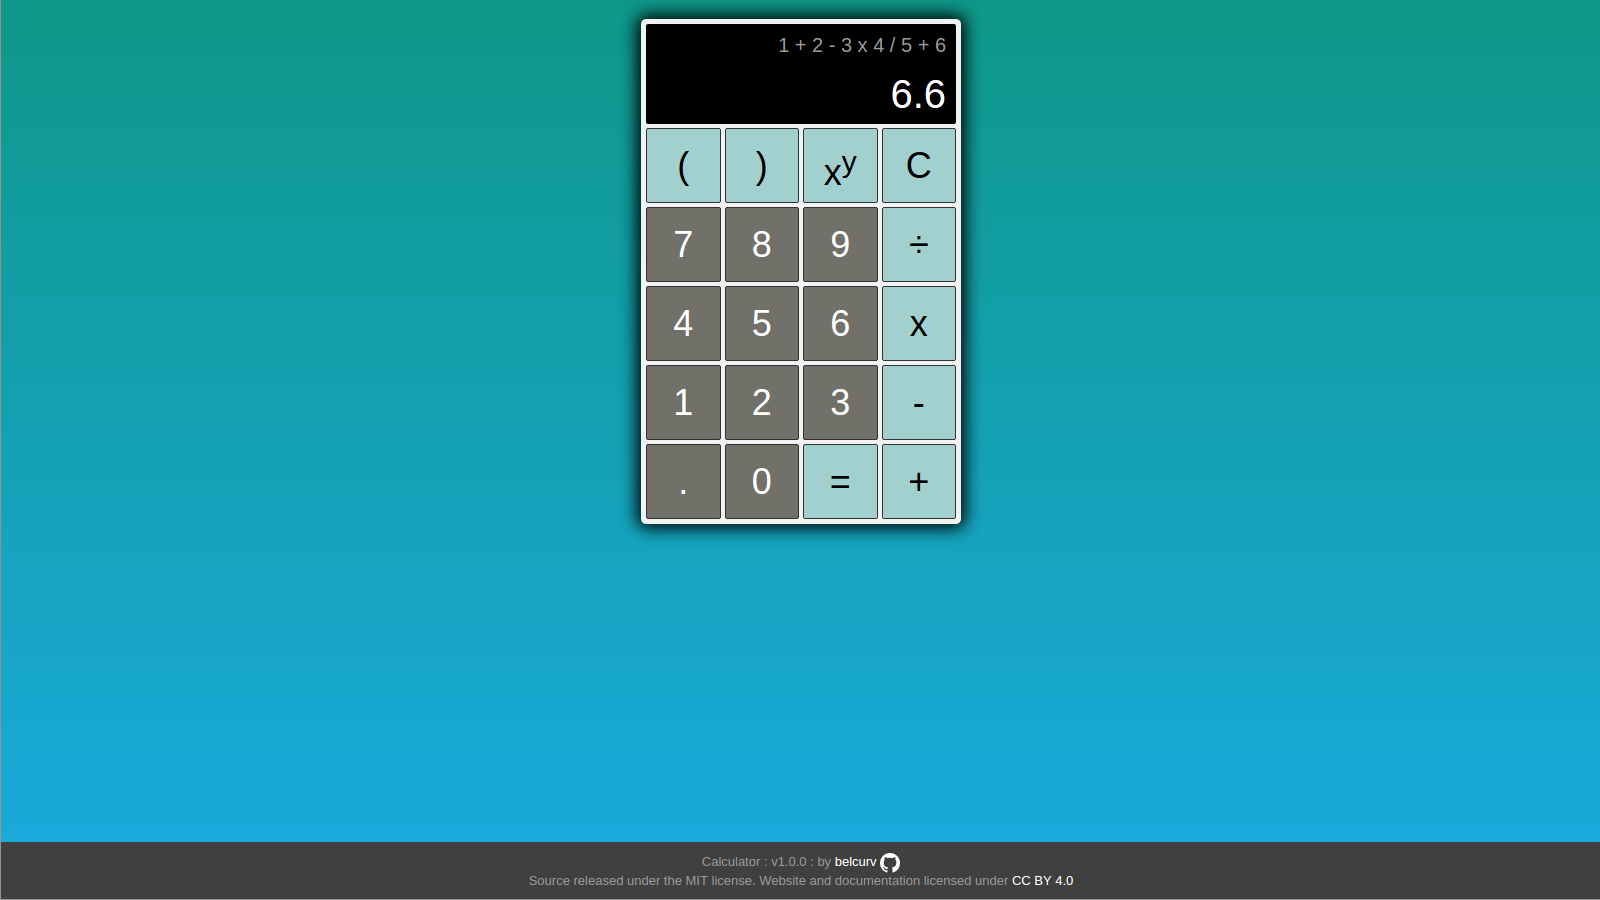 1 + 2 - 3 x 4 / 5 + 6
6.6
( ) xʸ C
7 8 9 ÷
4 5 6 x
1 2 3 -
. 0 = +
Calculator : v1.0.0 : by belcurv
Source released under the MIT license. Website and documentation licensed under CC BY 4.0